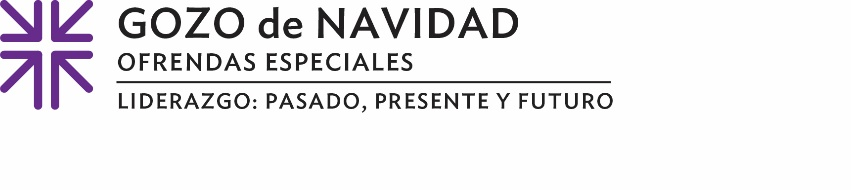 GOZO de NAVIDAD
OFRENDAS ESPECIALES
LIDERAZGO: PASADO, PRESENTE Y FUTURO